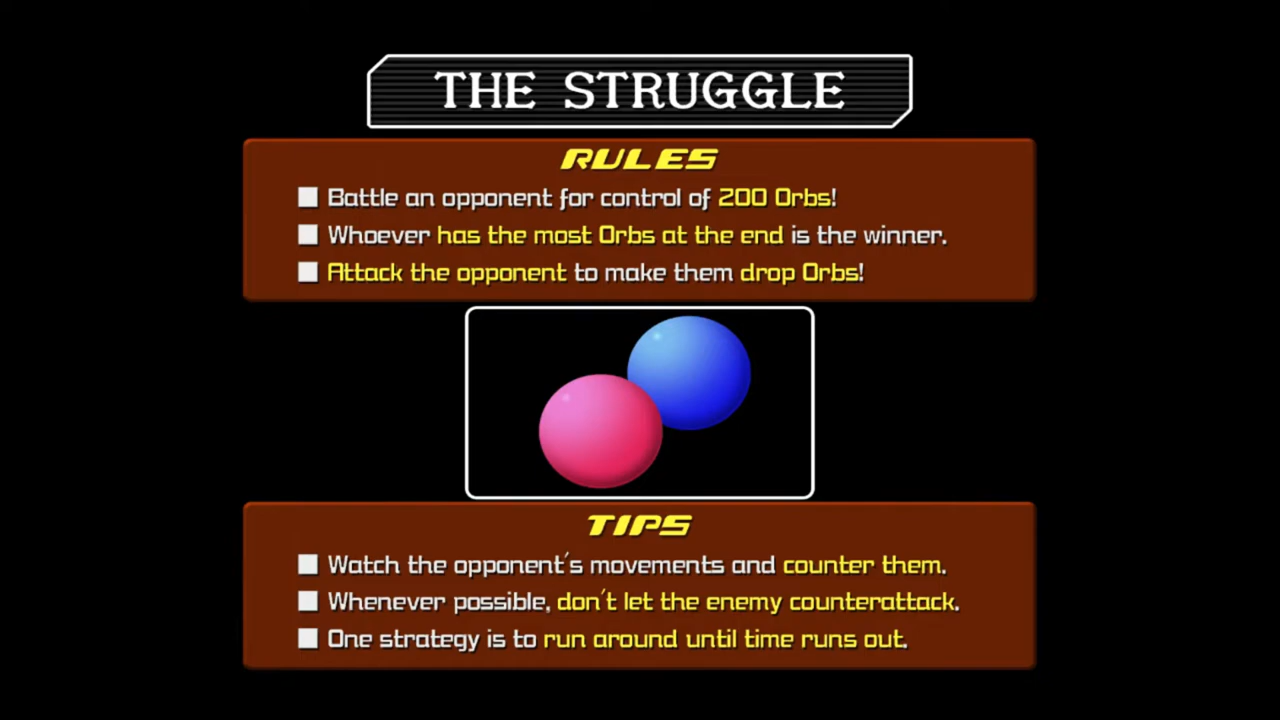 THE STRUGGLE
RULES
Battle an opponent for control of 200 Orbs!
Whoever has the most Orbs at the end is the winner.
Attack the opponent to make them drop Orbs!
TIPS
Watch the opponent's movements and counter them.
Whenever possible, don't let the enemy counterattack.
One strategy is to run around until time runs out.